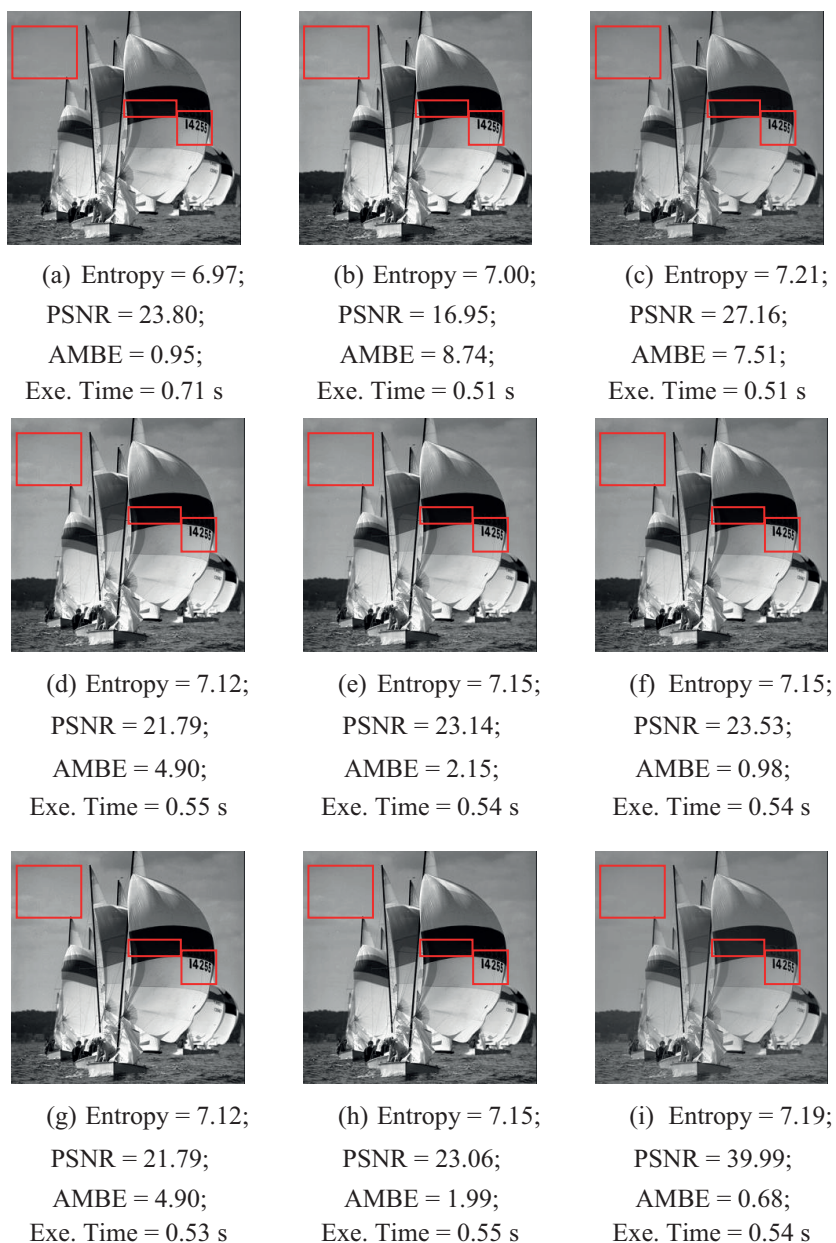 14255
14255
14255
(a) Entropy = 6.97;
(b) Entropy = 7.00;
(c) Entropy = 7.21;
PSNR = 23.80;
PSNR = 16.95;
PSNR = 27.16;
AMBE = 0.95;
AMBE = 8.74;
AMBE = 7.51;
Exe. Time = 0.71 s
Exe. Time = 0.51 s
Exe. Time = 0.51 s
14255
14255
14255
(d) Entropy = 7.12;
(e) Entropy = 7.15;
(f) Entropy = 7.15;
PSNR = 21.79;
PSNR = 23.14;
PSNR = 23.53;
AMBE = 4.90;
AMBE = 2.15;
AMBE = 0.98;
Exe. Time = 0.55 s
Exe. Time = 0.54 s
Exe. Time = 0.54 s
14255
14255
14255
(g) Entropy = 7.12;
(h) Entropy = 7.15;
(i) Entropy = 7.19;
PSNR = 21.79;
PSNR = 23.06;
PSNR = 39.99;
AMBE = 4.90;
AMBE = 1.99;
AMBE = 0.68;
Exe. Time = 0.53 s
Exe. Time = 0.55 s
Exe. Time = 0.54 s